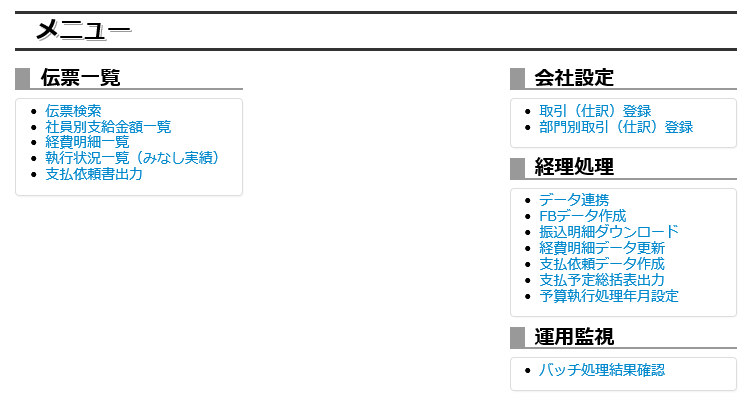 メニュー
伝票一覧
伝票検索
社員別支給金額一覧
経費明細一覧
執行状況一覧（みなし実績）
支払依頼書出力
会社設定
取引（仕訳）登録
部門別取引（仕訳）登録
経理処理
データ連携
FBデータ作成
振込明細ダウンロード
経費明細データ更新
支払依頼データ作成
支払予定総括表出力
予算執行処理年月設定
運用監視
バッチ処理結果確認